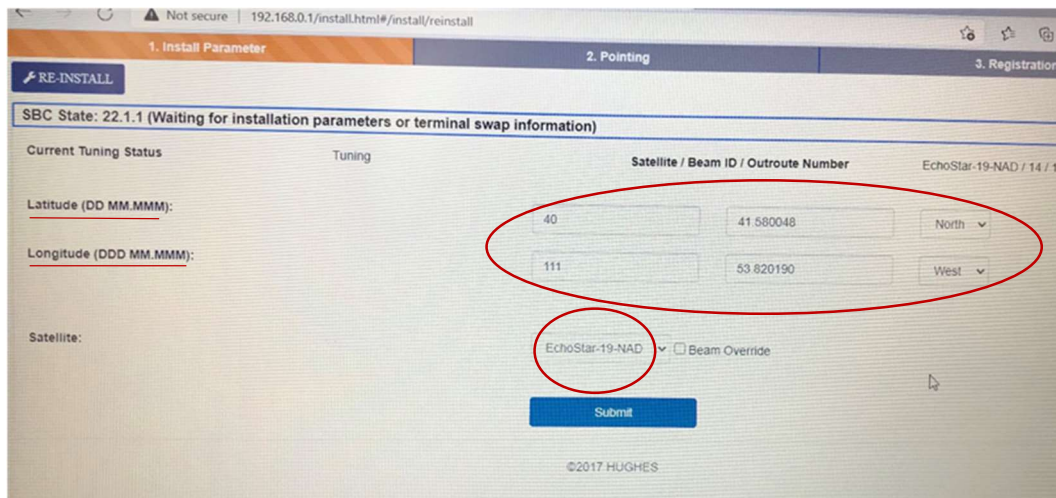 Not secure | 192.168.0.1/install.html#/install/reinstall
1. Install Parameter 2. Pointing 3. Registration
RE-INSTALL
SBC State: 22.1.1 (Waiting for installation parameters or terminal swap information)
Current Tuning Status Tuning Satellite / Beam ID / Outroute Number EchoStar-19-NAD / 14 / 1
Latitude (DD MM.MMM): 40 41.580048 North
Longitude (DDD MM.MMM): 111 53.820190 West
Satellite: EchoStar-19-NAD Beam Override
Submit
©2017 HUGHES